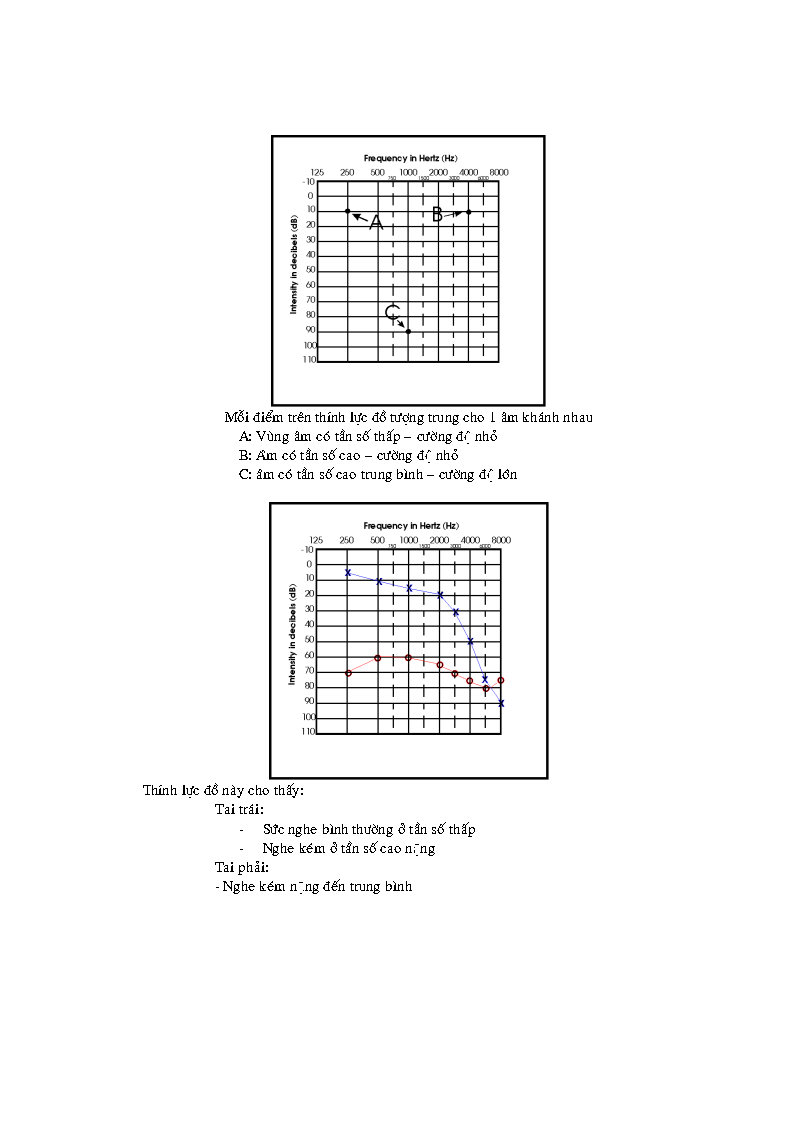 Frequency in Hertz (Hz)
125 250 500 1000 2000 4000 8000
750 1500 3000 6000
-10
0
10
20
30
40
50
60
70
80
90
100
110
Intensity in decibels (dB)
A
B
C
Mỗi điểm trên thính lực đồ tượng trung cho 1 âm khánh nhau
A: Vùng âm có tần số thấp – cường độ nhỏ
B: Âm có tần số cao – cường độ nhỏ
C: âm có tần số cao trung bình – cường độ lớn
Frequency in Hertz (Hz)
125 250 500 1000 2000 4000 8000
750 1500 3000 6000
-10
0
10
20
30
40
50
60
70
80
90
100
110
Intensity in decibels (dB)
Thính lực đồ này cho thấy:
Tai trái:
- Sức nghe bình thường ở tần số thấp
- Nghe kém ở tần số cao nặng
Tai phải:
- Nghe kém nặng đến trung bình